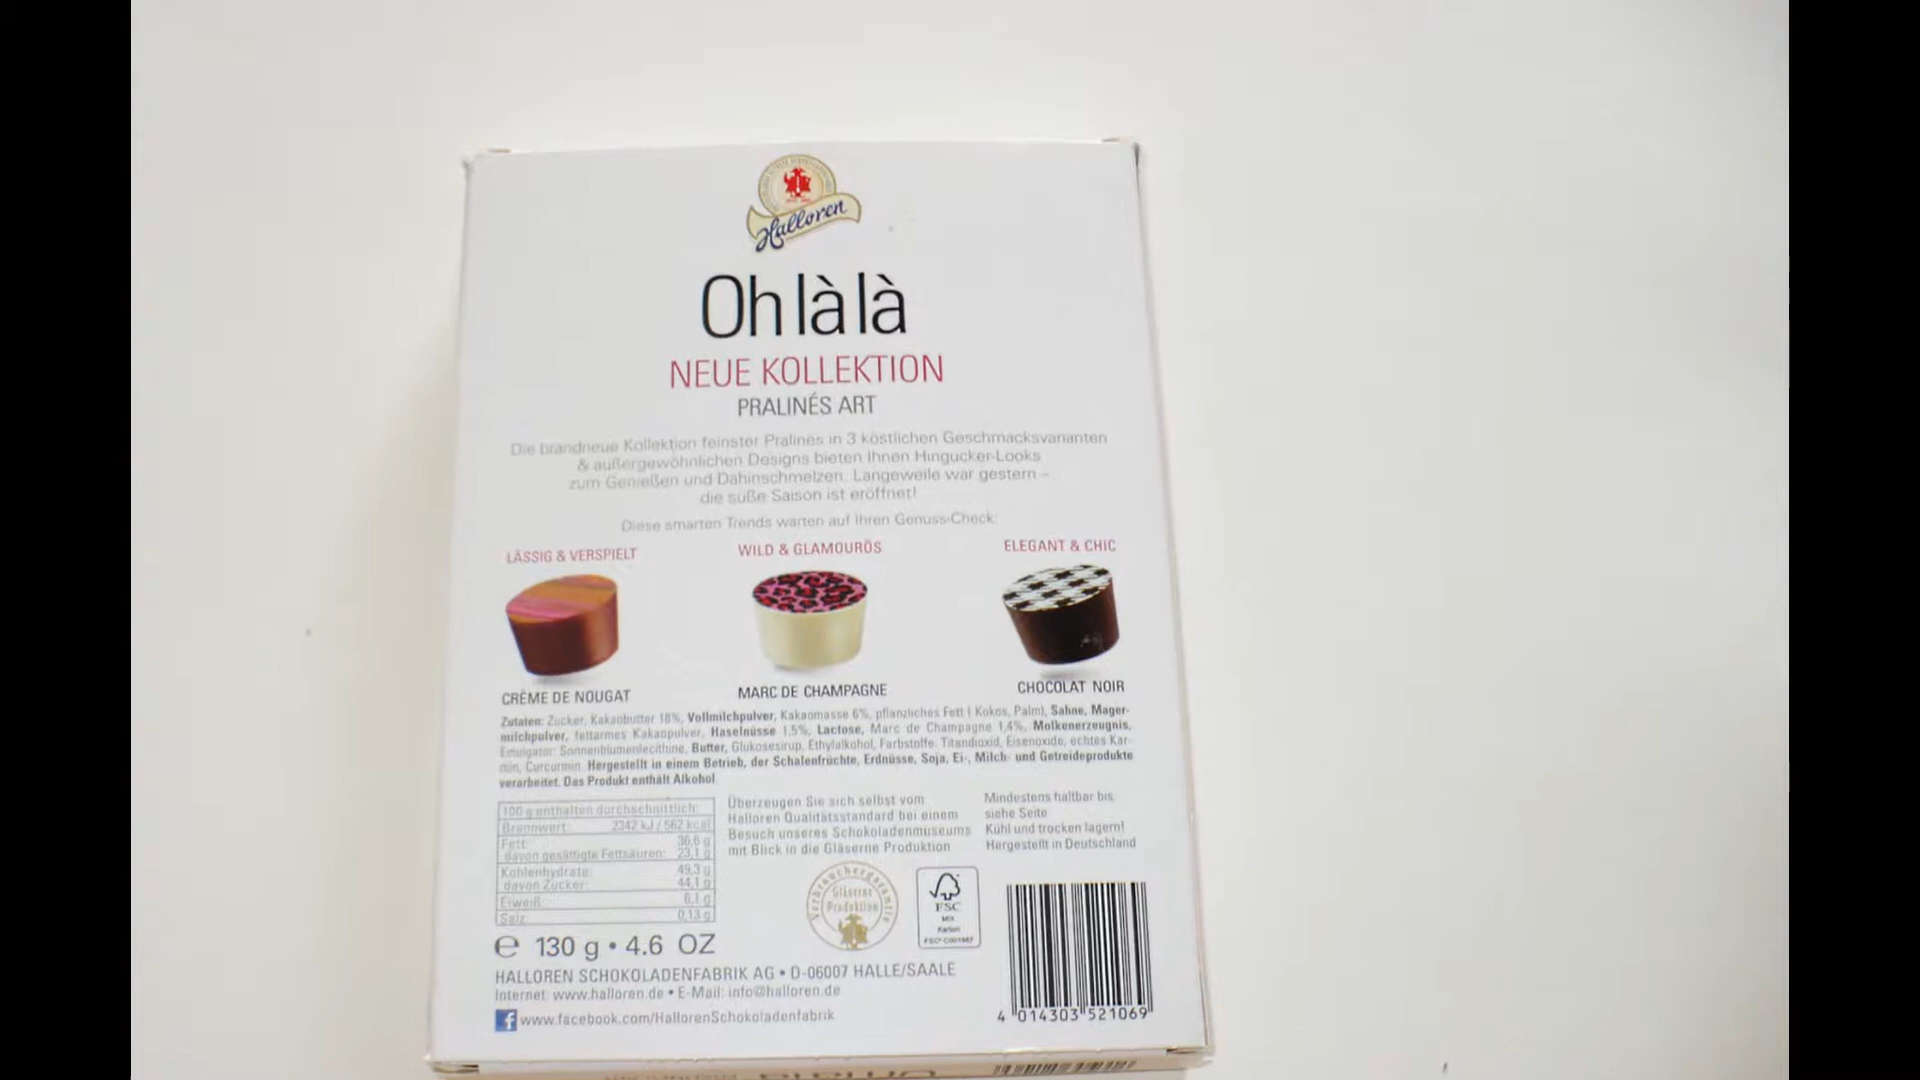 Halloren
Oh là là
NEUE KOLLEKTION
PRALINÉS ART
Die brandneue Kollektion feinster Pralinés in 3 köstlichen Geschmacksvarianten
& außergewöhnlichen Designs bieten Ihnen Hingucker-Looks
zum Genießen und Dahinschmelzen. Langeweile war gestern –
die süße Saison ist eröffnet!
Diese smarten Trends warten auf Ihren Genuss-Check:
LÄSSIG & VERSPIELT
WILD & GLAMOURÖS
ELEGANT & CHIC
CRÈME DE NOUGAT
MARC DE CHAMPAGNE
CHOCOLAT NOIR
Zutaten: Zucker, Kakaobutter 18%, Vollmilchpulver, Kakaomasse 6%, pflanzliches Fett ( Kokos, Palm), Sahne, Mager-
milchpulver, fettarmes Kakaopulver, Haselnüsse 1,5%, Lactose, Marc de Champagne 1,4%, Molkenerzeugnis,
Emulgator: Sonnenblumenlecithine, Butter, Glukosesirup, Ethylalkohol, Farbstoffe: Titandioxid, Eisenoxide, echtes Kar-
min, Curcurmin. Hergestellt in einem Betrieb, der Schalenfrüchte, Erdnüsse, Soja, Ei-, Milch- und Getreideprodukte
verarbeitet. Das Produkt enthält Alkohol
100 g enthalten durchschnittlich:
Brennwert: 2342 kJ / 562 kcal
Fett: 36,6 g
davon gesättigte Fettsäuren: 23,1 g
Kohlenhydrate: 49,3 g
davon Zucker: 44,1 g
Eiweiß: 6,1 g
Salz: 0,13 g
Überzeugen Sie sich selbst vom
Halloren Qualitätsstandard bei einem
Besuch unseres Schokoladenmuseums
mit Blick in die Gläserne Produktion
Mindestens haltbar bis
siehe Seite
Kühl und trocken lagern!
Hergestellt in Deutschland
Verbrauchergarantie
Gläserne
Produktion
FSC
MIX
Karton
FSC® C001987
e 130 g • 4.6 OZ
HALLOREN SCHOKOLADENFABRIK AG • D-06007 HALLE/SAALE
Internet: www.halloren.de • E-Mail: info@halloren.de
f www.facebook.com/HallorenSchokoladenfabrik
4 014303 521069